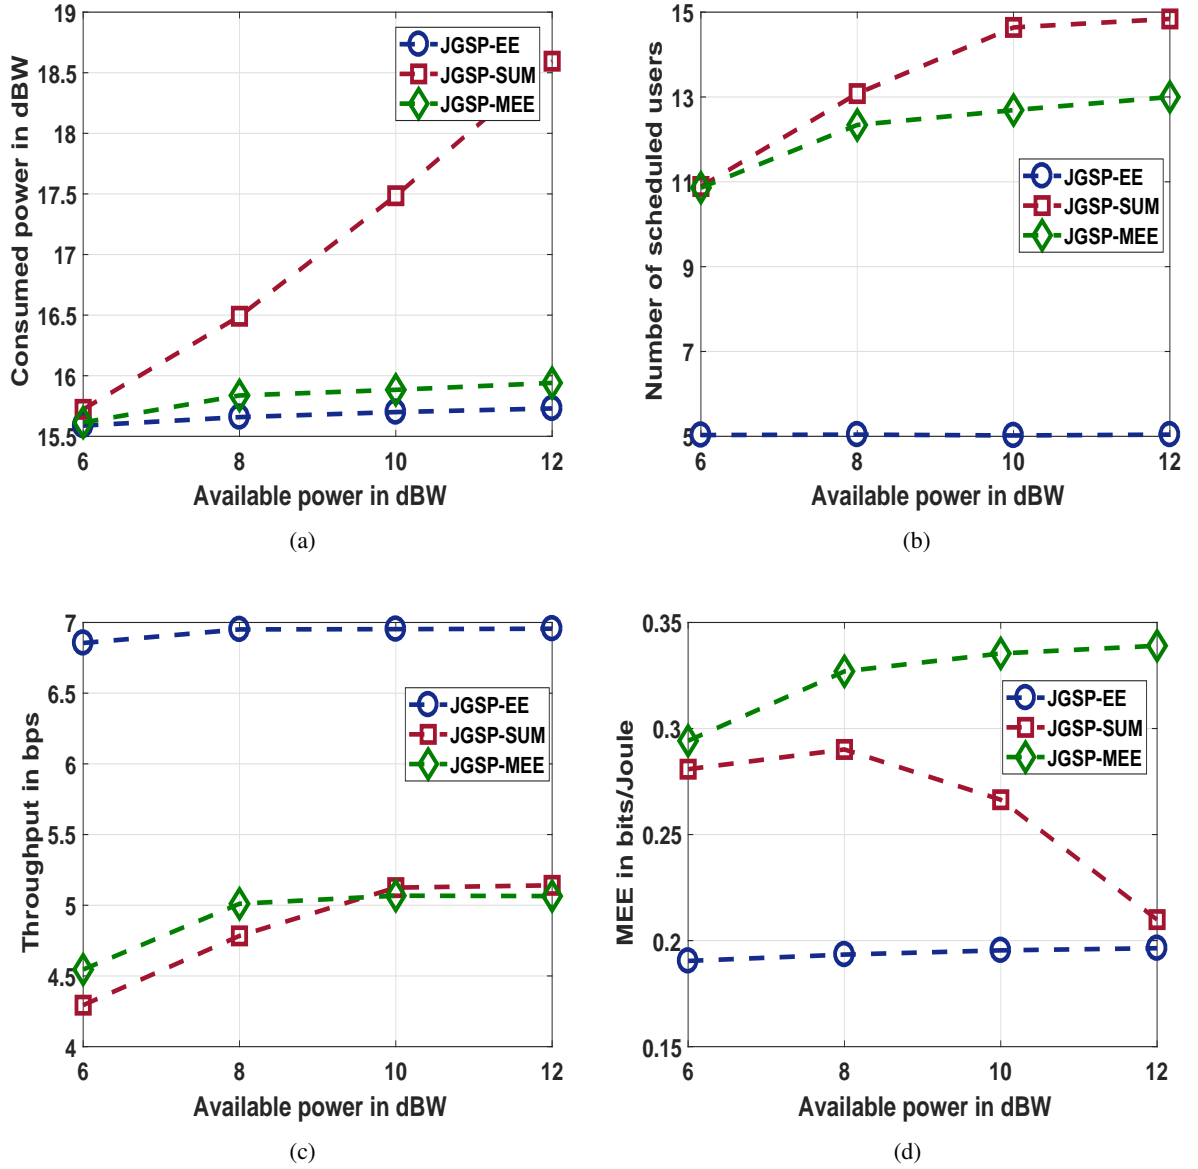 19
18.5
18
17.5
17
16.5
16
15.5
6
8
10
12
Consumed power in dBW
Available power in dBW
JGSP-EE
JGSP-SUM
JGSP-MEE
(a)
15
13
11
9
7
5
6
8
10
12
Number of scheduled users
Available power in dBW
JGSP-EE
JGSP-SUM
JGSP-MEE
(b)
7
6.5
6
5.5
5
4.5
4
6
8
10
12
Throughput in bps
Available power in dBW
JGSP-EE
JGSP-SUM
JGSP-MEE
(c)
0.35
0.3
0.25
0.2
0.15
6
8
10
12
MEE in bits/Joule
Available power in dBW
JGSP-EE
JGSP-SUM
JGSP-MEE
(d)